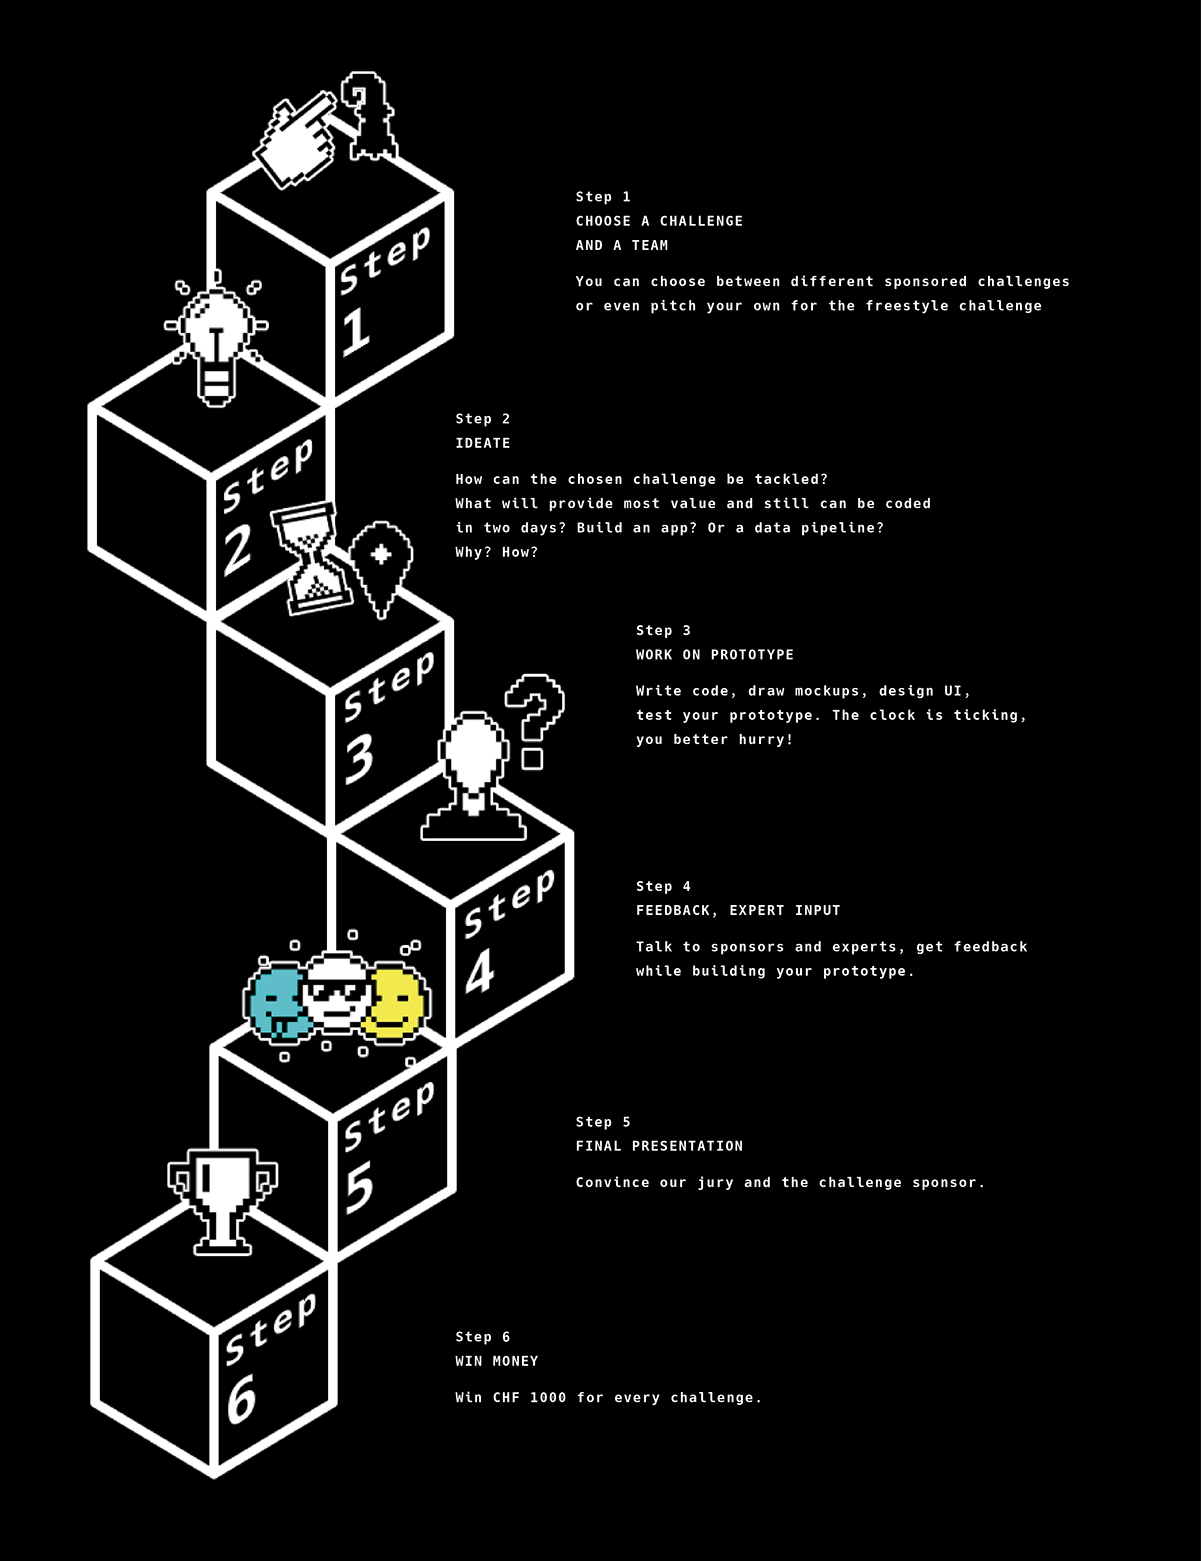 Step 1
CHOOSE A CHALLENGE
AND A TEAM
You can choose between different sponsored challenges
or even pitch your own for the freestyle challenge
Step
1
Step 2
IDEATE
How can the chosen challenge be tackled?
What will provide most value and still can be coded
in two days? Build an app? Or a data pipeline?
Why? How?
Step
2
Step 3
WORK ON PROTOTYPE
Write code, draw mockups, design UI,
test your prototype. The clock is ticking,
you better hurry!
Step
3
?
Step 4
FEEDBACK, EXPERT INPUT
Talk to sponsors and experts, get feedback
while building your prototype.
Step
4
Step 5
FINAL PRESENTATION
Convince our jury and the challenge sponsor.
Step
5
Step 6
WIN MONEY
Win CHF 1000 for every challenge.
Step
6